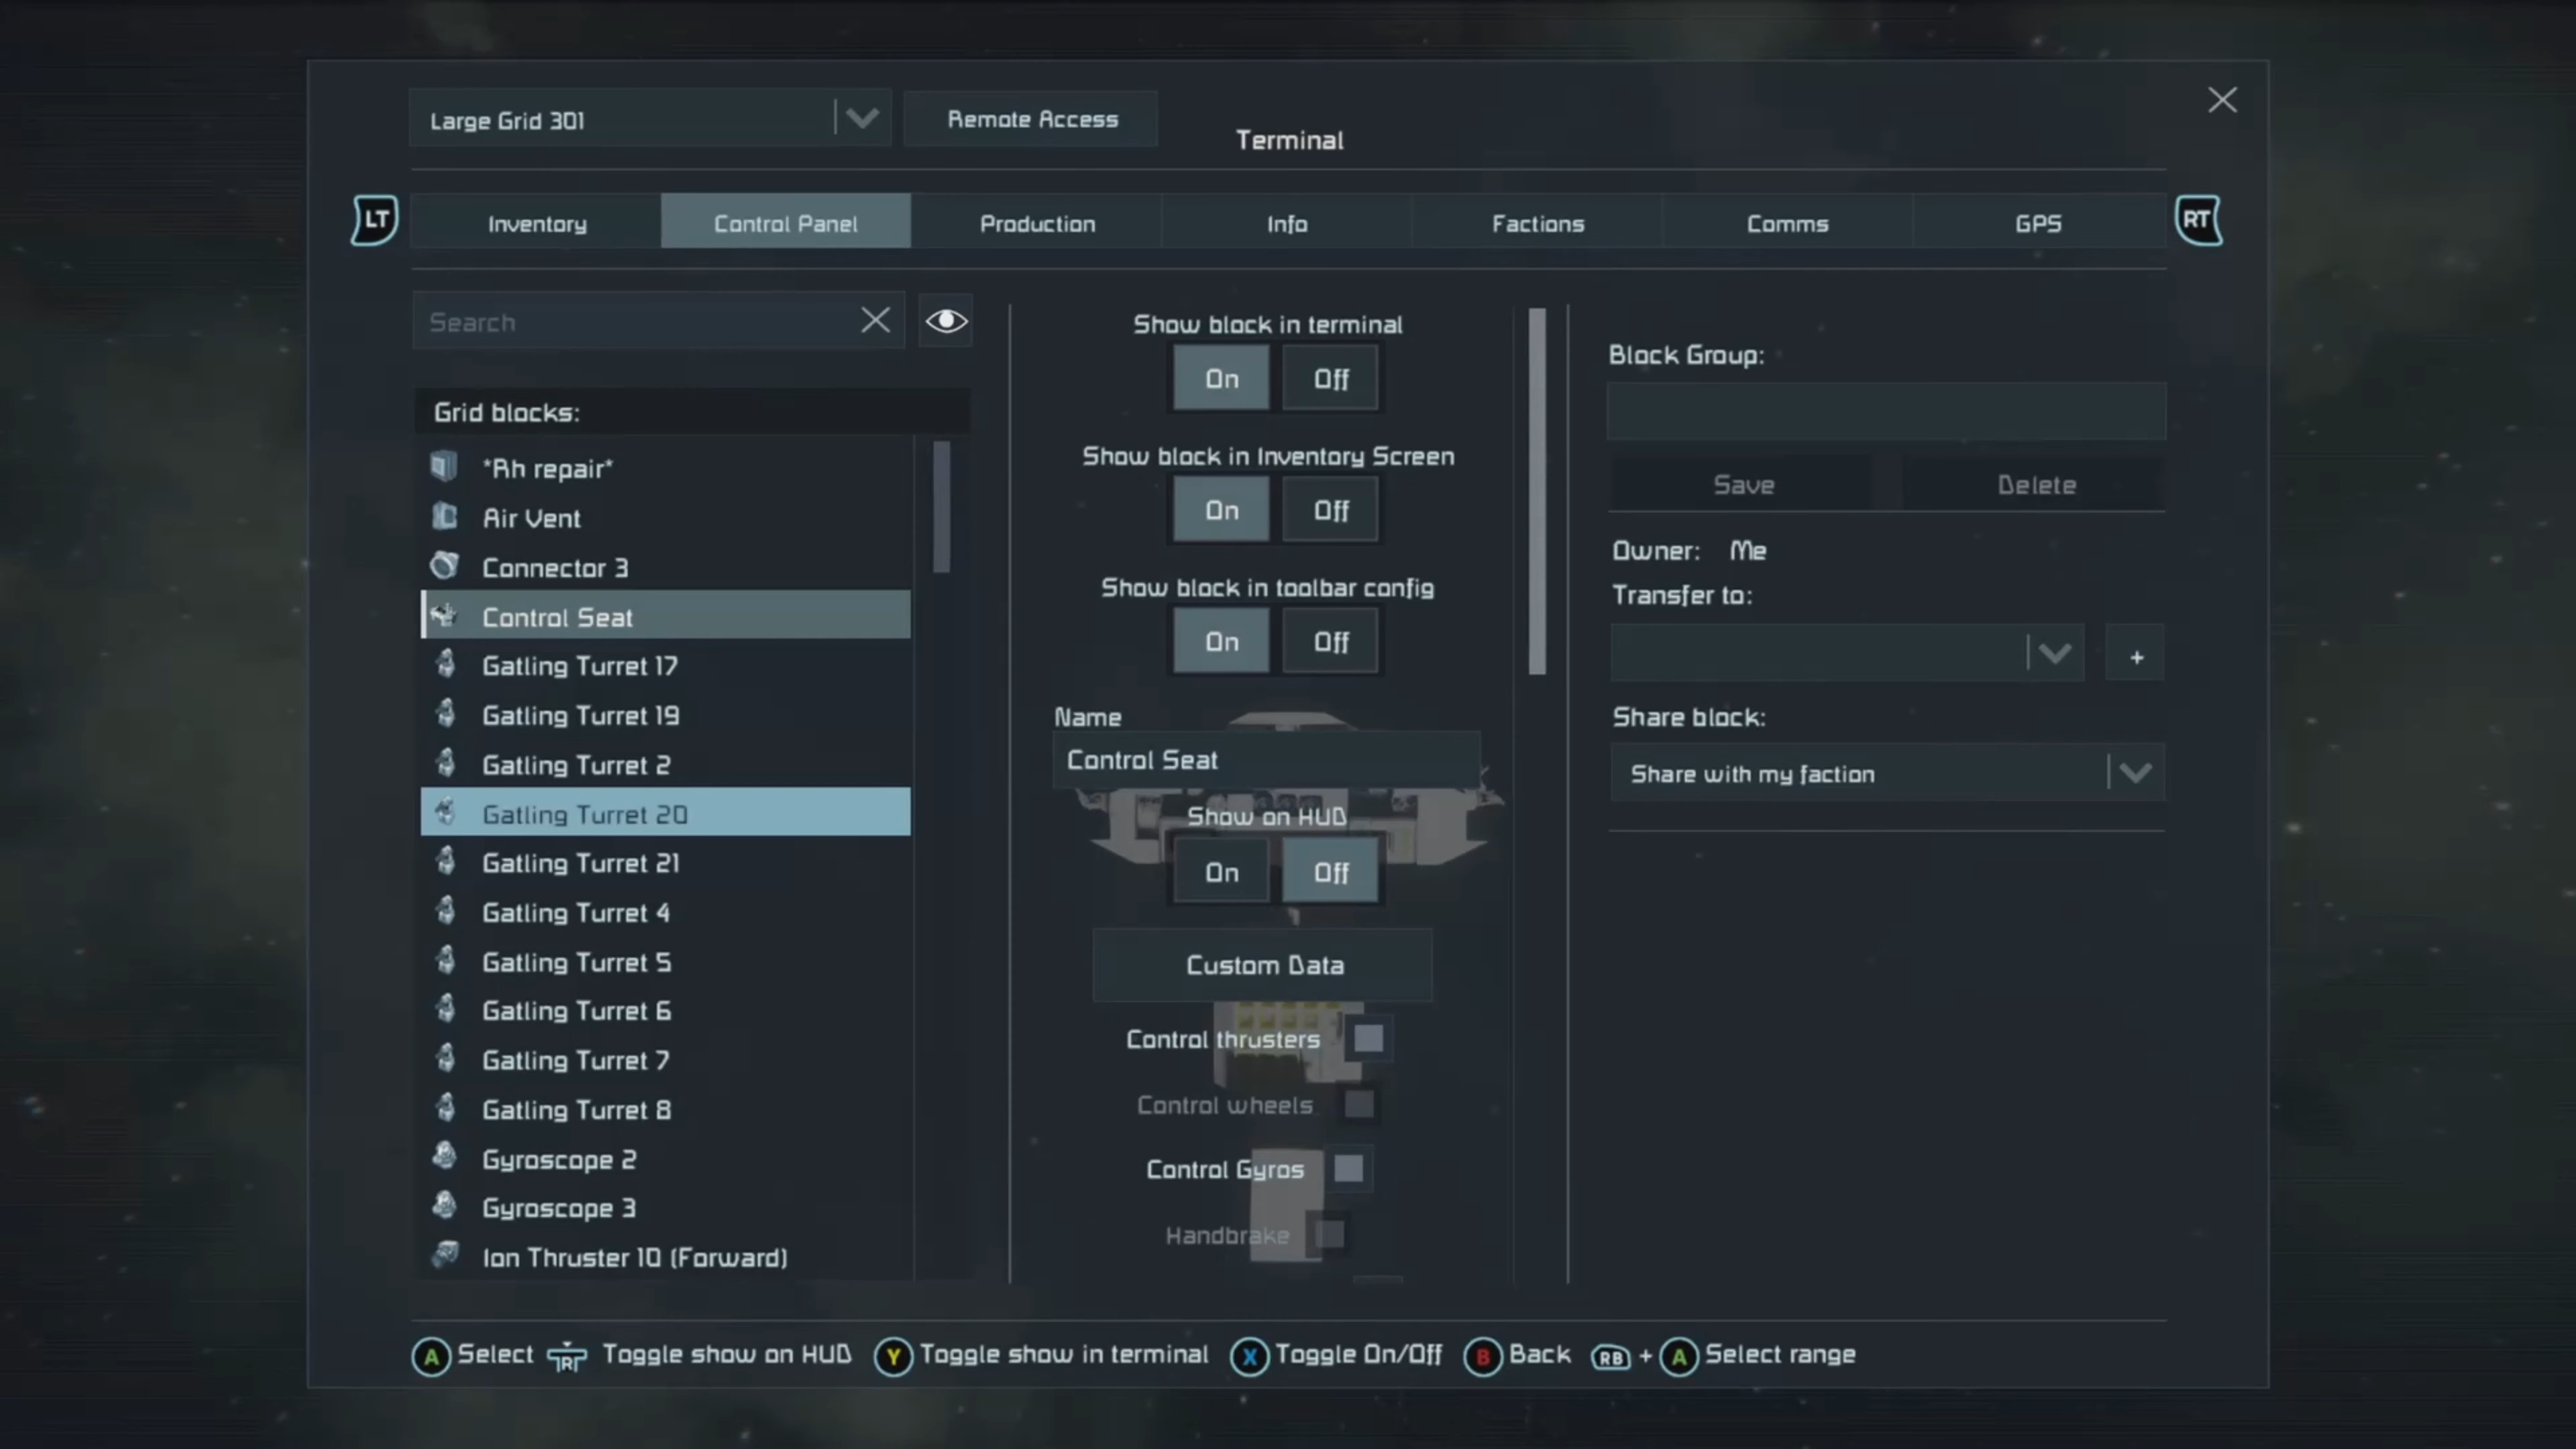 Large Grid 301
Remote Access
Terminal
LT
Inventory
Control Panel
Production
Info
Factions
Comms
GPS
RT
Search
Grid blocks:
*Rh repair*
Air Vent
Connector 3
Control Seat
Gatling Turret 17
Gatling Turret 19
Gatling Turret 2
Gatling Turret 20
Gatling Turret 21
Gatling Turret 4
Gatling Turret 5
Gatling Turret 6
Gatling Turret 7
Gatling Turret 8
Gyroscope 2
Gyroscope 3
Ion Thruster 10 (Forward)
Show block in terminal
On Off
Show block in Inventory Screen
On Off
Show block in toolbar config
On Off
Name
Control Seat
Show on HUD
On Off
Custom Data
Control thrusters
Control wheels
Control Gyros
Handbrake
Block Group:
Save Delete
Owner: Me
Transfer to:
+
Share block:
Share with my faction
A Select R Toggle show on HUD Y Toggle show in terminal X Toggle On/Off B Back RB + A Select range